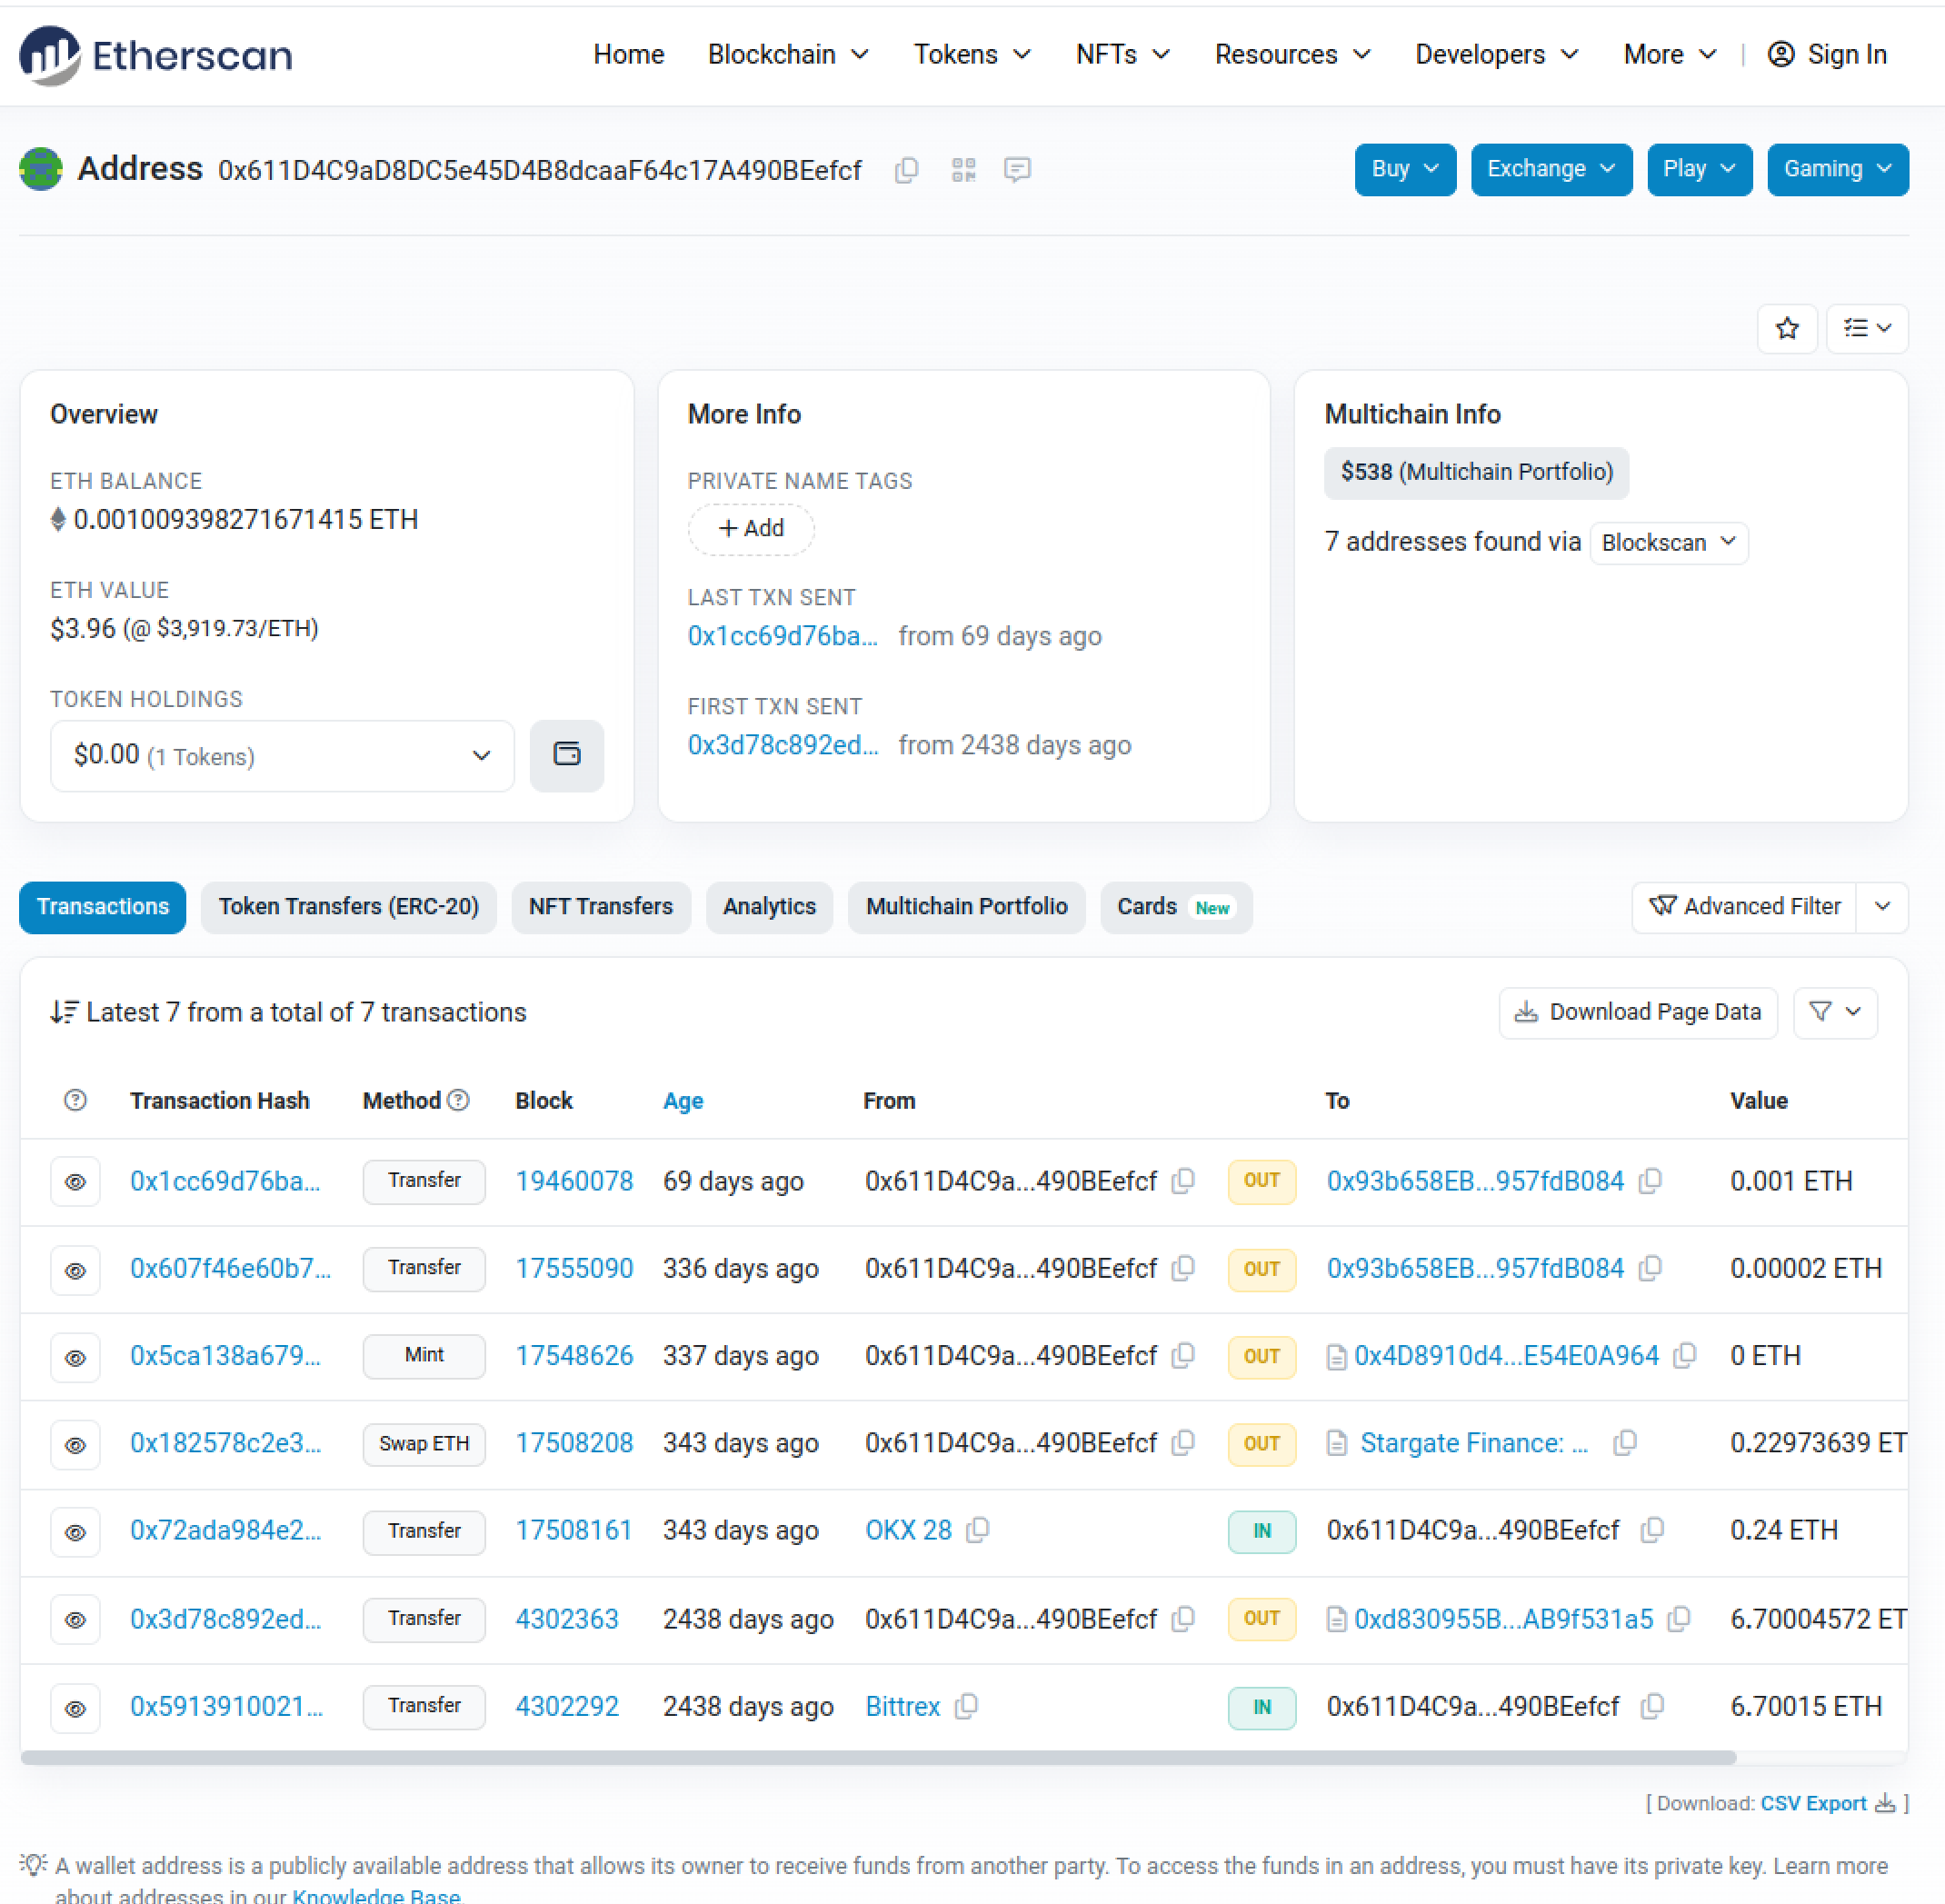 Etherscan
Home Blockchain Tokens NFTs Resources Developers More | Sign In
Address 0x611D4C9aD8DC5e45D4B8dcaaF64c17A490BEefcf
Buy Exchange Play Gaming
Overview
ETH BALANCE
0.001009398271671415 ETH
ETH VALUE
$3.96 (@ $3,919.73/ETH)
TOKEN HOLDINGS
$0.00 (1 Tokens)
More Info
PRIVATE NAME TAGS
+ Add
LAST TXN SENT
0x1cc69d76ba... from 69 days ago
FIRST TXN SENT
0x3d78c892ed... from 2438 days ago
Multichain Info
$538 (Multichain Portfolio)
7 addresses found via Blockscan
Transactions Token Transfers (ERC-20) NFT Transfers Analytics Multichain Portfolio Cards New Advanced Filter
Latest 7 from a total of 7 transactions Download Page Data
Transaction Hash Method Block Age From To Value
0x1cc69d76ba... Transfer 19460078 69 days ago 0x611D4C9a...490BEefcf OUT 0x93b658EB...957fdB084 0.001 ETH
0x607f46e60b7... Transfer 17555090 336 days ago 0x611D4C9a...490BEefcf OUT 0x93b658EB...957fdB084 0.00002 ETH
0x5ca138a679... Mint 17548626 337 days ago 0x611D4C9a...490BEefcf OUT 0x4D8910d4...E54E0A964 0 ETH
0x182578c2e3... Swap ETH 17508208 343 days ago 0x611D4C9a...490BEefcf OUT Stargate Finance: ... 0.22973639 ET
0x72ada984e2... Transfer 17508161 343 days ago OKX 28 IN 0x611D4C9a...490BEefcf 0.24 ETH
0x3d78c892ed... Transfer 4302363 2438 days ago 0x611D4C9a...490BEefcf OUT 0xd830955B...AB9f531a5 6.70004572 ET
0x5913910021... Transfer 4302292 2438 days ago Bittrex IN 0x611D4C9a...490BEefcf 6.70015 ETH
[ Download: CSV Export ]
A wallet address is a publicly available address that allows its owner to receive funds from another party. To access the funds in an address, you must have its private key. Learn more
about addresses in our Knowledge Base.